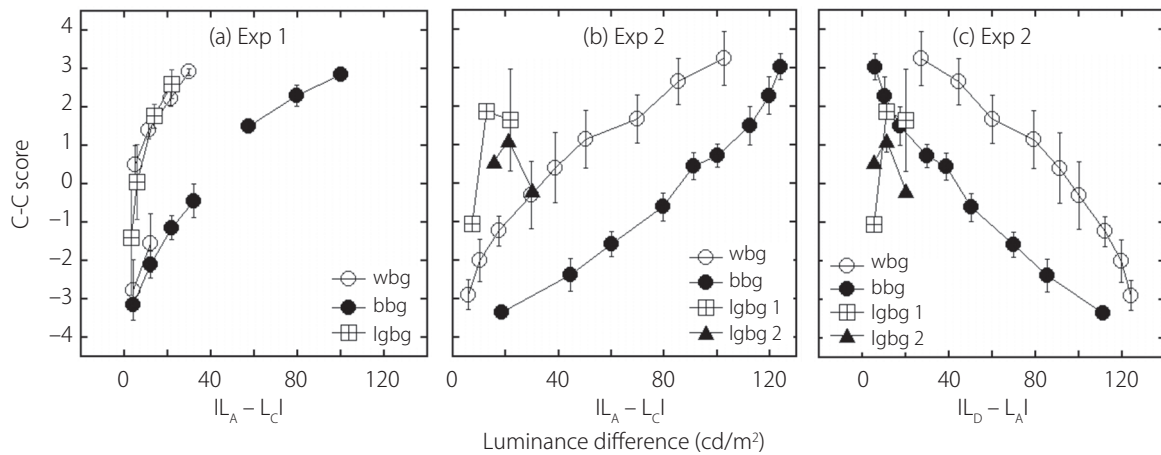 (a) Exp 1
(b) Exp 2
(c) Exp 2
C-C score
4
3
2
1
0
−1
−2
−3
−4
wbg
bbg
lgbg
wbg
bbg
lgbg 1
lgbg 2
wbg
bbg
lgbg 1
lgbg 2
0 40 80 120
0 40 80 120
0 40 80 120
|L_A – L_C|
|L_A – L_C|
|L_D – L_A|
Luminance difference (cd/m²)